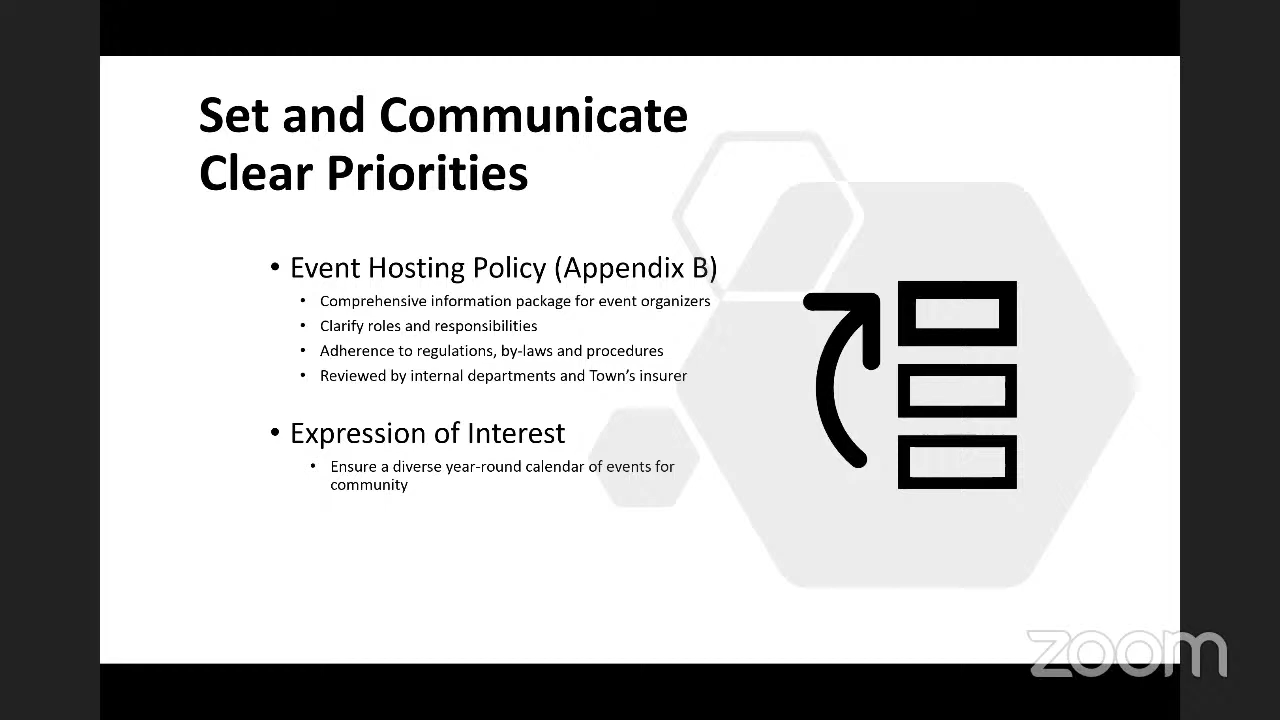 Set and Communicate
Clear Priorities
• Event Hosting Policy (Appendix B)
• Comprehensive information package for event organizers
• Clarify roles and responsibilities
• Adherence to regulations, by-laws and procedures
• Reviewed by internal departments and Town’s insurer
• Expression of Interest
• Ensure a diverse year-round calendar of events for
community
zoom